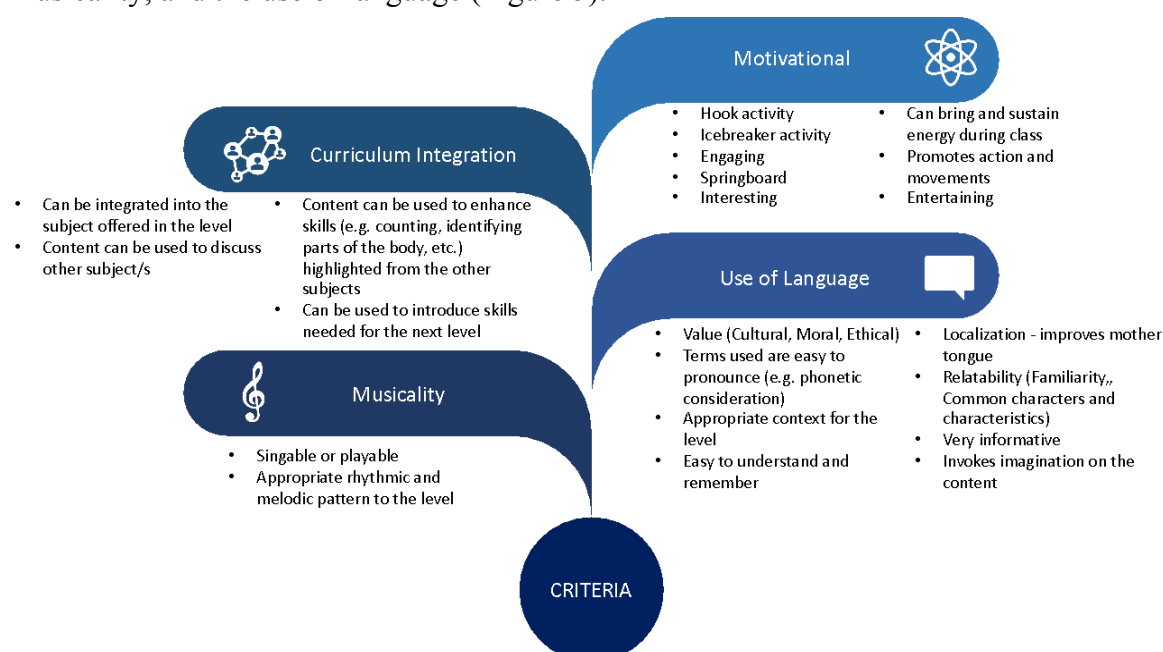 and the use of language
Motivational
• Hook activity
• Icebreaker activity
• Engaging
• Springboard
• Interesting
• Can bring and sustain
energy during class
• Promotes action and
movements
• Entertaining
Curriculum Integration
• Can be integrated into the
subject offered in the level
• Content can be used to discuss
other subject/s
• Content can be used to enhance
skills (e.g. counting, identifying
parts of the body, etc.)
highlighted from the other
subjects
• Can be used to introduce skills
needed for the next level
Use of Language
• Value (Cultural, Moral, Ethical)
• Terms used are easy to
pronounce (e.g. phonetic
consideration)
• Appropriate context for the
level
• Easy to understand and
remember
• Localization - improves mother
tongue
• Relatability (Familiarity,,
Common characters and
characteristics)
• Very informative
• Invokes imagination on the
content
Musicality
• Singable or playable
• Appropriate rhythmic and
melodic pattern to the level
CRITERIA